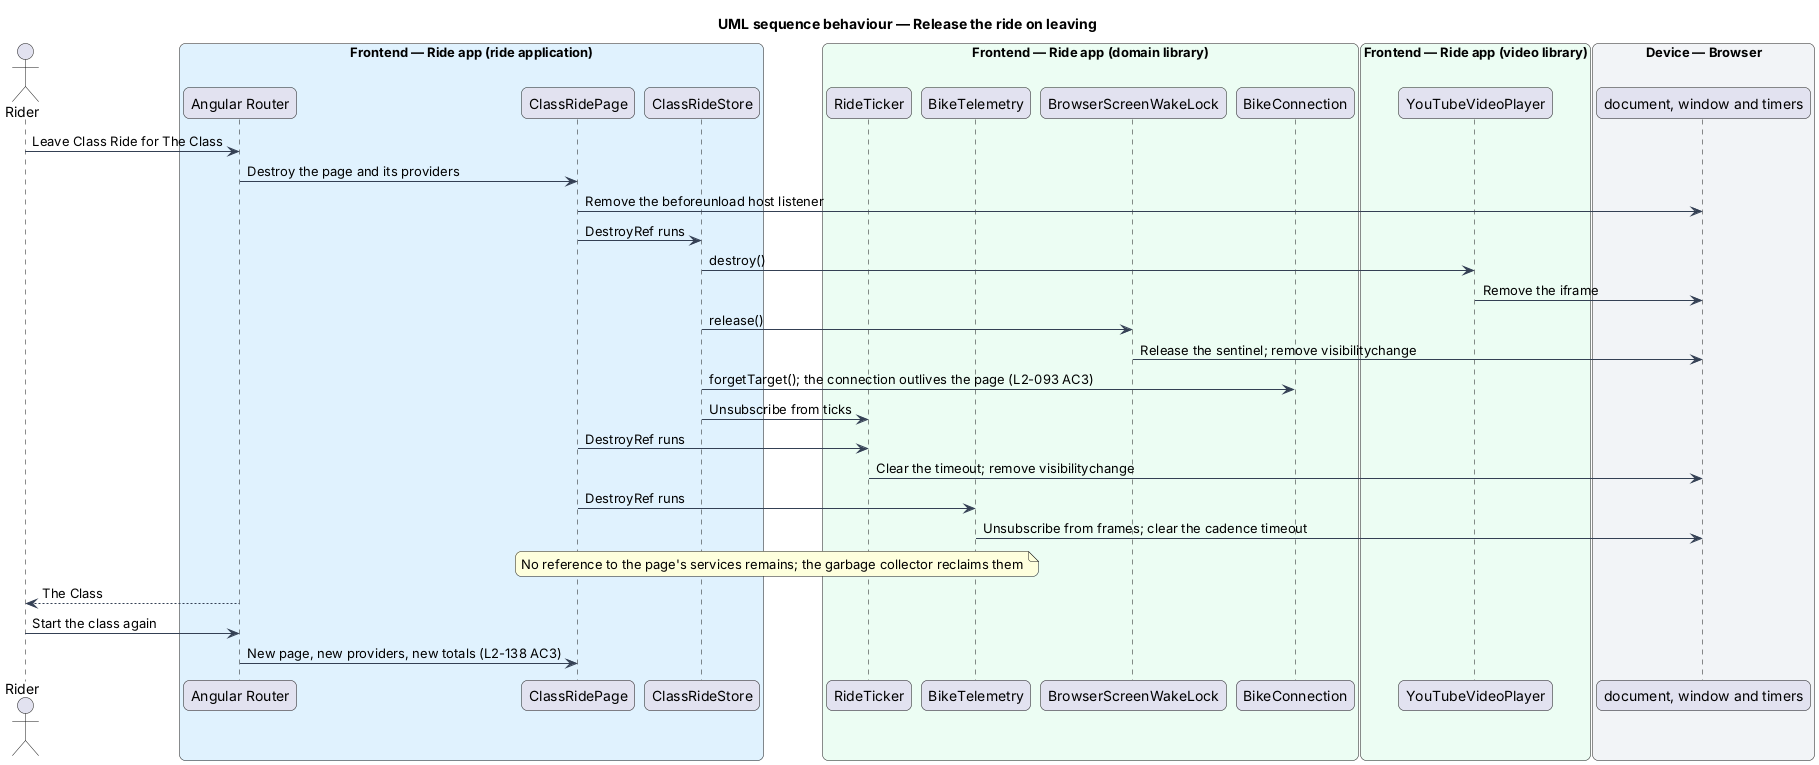 UML sequence behaviour — Release the ride on leaving
Frontend — Ride app (ride application)
Frontend — Ride app (domain library)
Frontend — Ride app (video library)
Device — Browser
Rider
Angular Router
ClassRidePage
ClassRideStore
RideTicker
BikeTelemetry
BrowserScreenWakeLock
BikeConnection
YouTubeVideoPlayer
document, window and timers
Leave Class Ride for The Class
Destroy the page and its providers
Remove the beforeunload host listener
DestroyRef runs
destroy()
Remove the iframe
release()
Release the sentinel; remove visibilitychange
forgetTarget(); the connection outlives the page (L2-093 AC3)
Unsubscribe from ticks
DestroyRef runs
Clear the timeout; remove visibilitychange
DestroyRef runs
Unsubscribe from frames; clear the cadence timeout
No reference to the page's services remains; the garbage collector reclaims them
The Class
Start the class again
New page, new providers, new totals (L2-138 AC3)
Rider
Angular Router
ClassRidePage
ClassRideStore
RideTicker
BikeTelemetry
BrowserScreenWakeLock
BikeConnection
YouTubeVideoPlayer
document, window and timers